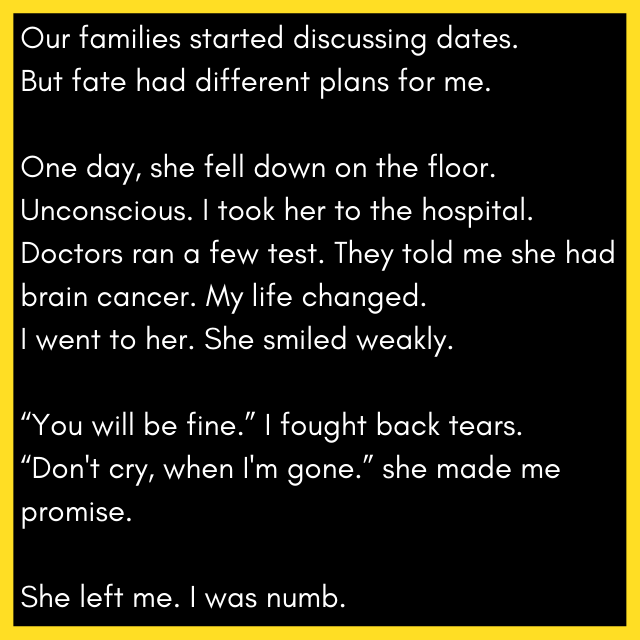 Our families started discussing dates.
But fate had different plans for me.
One day, she fell down on the floor.
Unconscious. I took her to the hospital.
Doctors ran a few test. They told me she had
brain cancer. My life changed.
I went to her. She smiled weakly.
“You will be fine.” I fought back tears.
“Don't cry, when I'm gone.” she made me
promise.
She left me. I was numb.